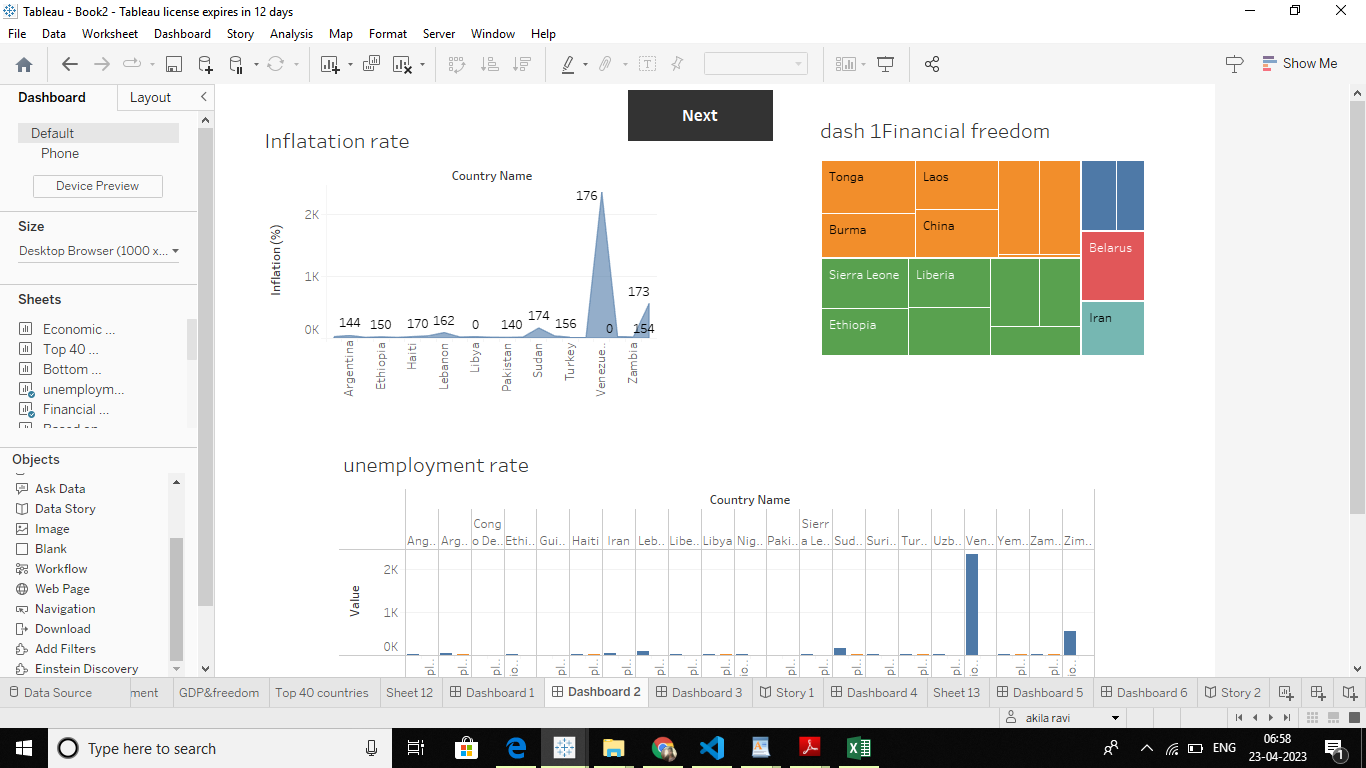 Tableau - Book2 - Tableau license expires in 12 days
File Data Worksheet Dashboard Story Analysis Map Format Server Window Help
Show Me
Dashboard Layout
Default
Phone
Device Preview
Size
Desktop Browser (1000 x...
Sheets
Economic ...
Top 40 ...
Bottom ...
unemploym...
Financial ...
Objects
Ask Data
Data Story
Image
Blank
Workflow
Web Page
Navigation
Download
Add Filters
Einstein Discovery
Next
Inflatation rate
Country Name
Inflation (%)
2K
1K
0K
144 150 170 162 0 140 174 156 176 0 173 154
Argentina Ethiopia Haiti Lebanon Libya Pakistan Sudan Turkey Venezue.. Zambia
dash 1Financial freedom
Tonga Laos
Burma China
Sierra Leone Liberia
Ethiopia
Belarus
Iran
unemployment rate
Country Name
Ang.. Arg.. Cong
o De.. Ethi.. Gui.. Haiti Iran Leb.. Libe.. Libya Nig.. Paki.. Sierr
a Le.. Sud.. Suri.. Tur.. Uzb.. Ven.. Yem.. Zam.. Zim..
Value
2K
1K
0K
Data Source ment GDP&freedom Top 40 countries Sheet 12 Dashboard 1 Dashboard 2 Dashboard 3 Story 1 Dashboard 4 Sheet 13 Dashboard 5 Dashboard 6 Story 2
akila ravi
Type here to search
ENG
06:58
23-04-2023
1